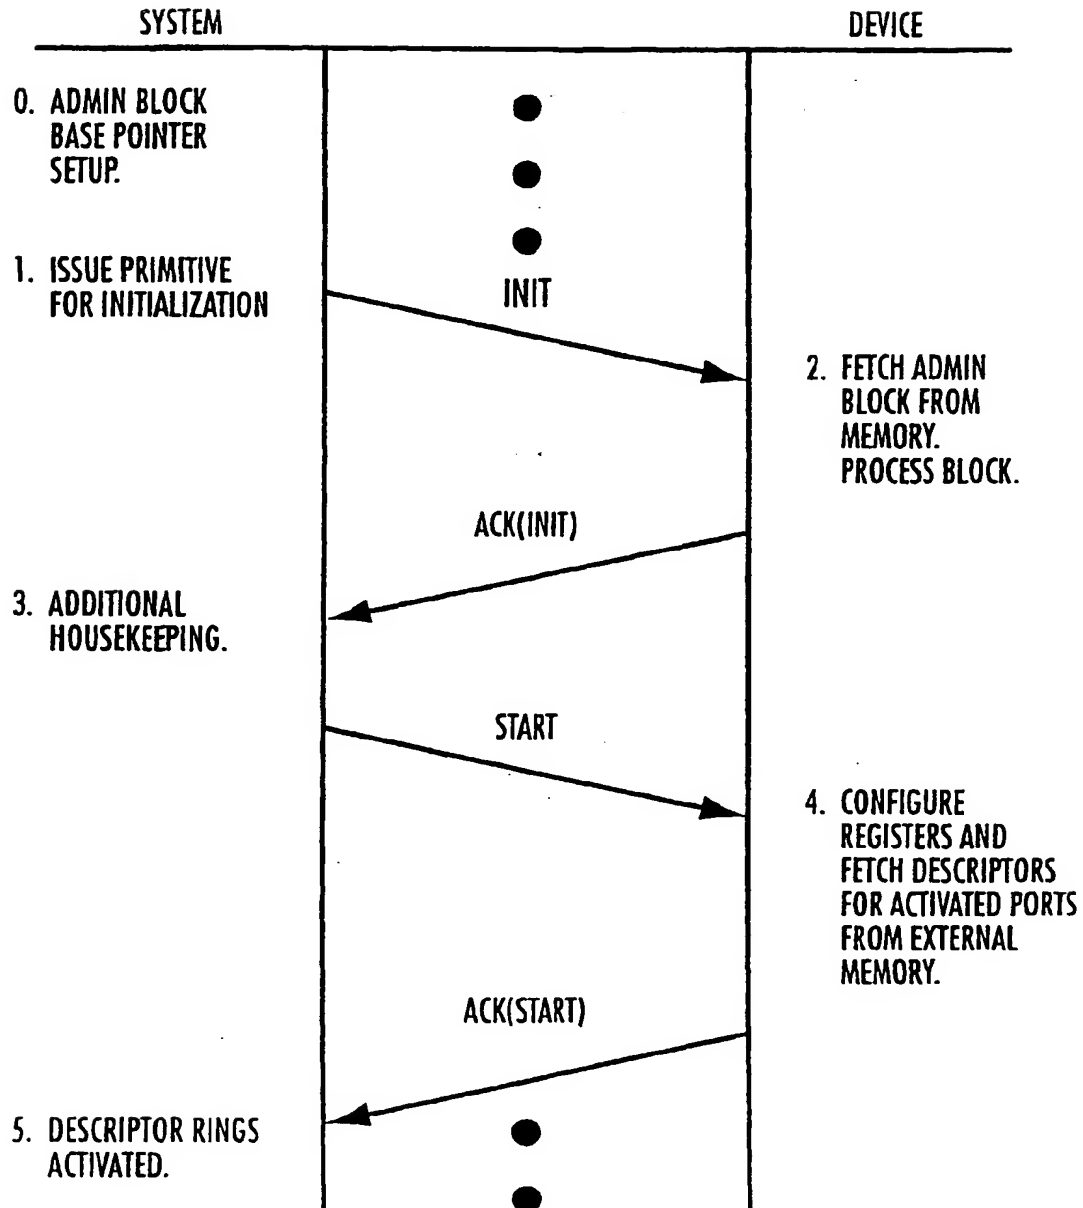 SYSTEM
DEVICE
0. ADMIN BLOCK
BASE POINTER
SETUP.
1. ISSUE PRIMITIVE
FOR INITIALIZATION
INIT
2. FETCH ADMIN
BLOCK FROM
MEMORY.
PROCESS BLOCK.
ACK(INIT)
3. ADDITIONAL
HOUSEKEEPING.
START
4. CONFIGURE
REGISTERS AND
FETCH DESCRIPTORS
FOR ACTIVATED PORTS
FROM EXTERNAL
MEMORY.
ACK(START)
5. DESCRIPTOR RINGS
ACTIVATED.